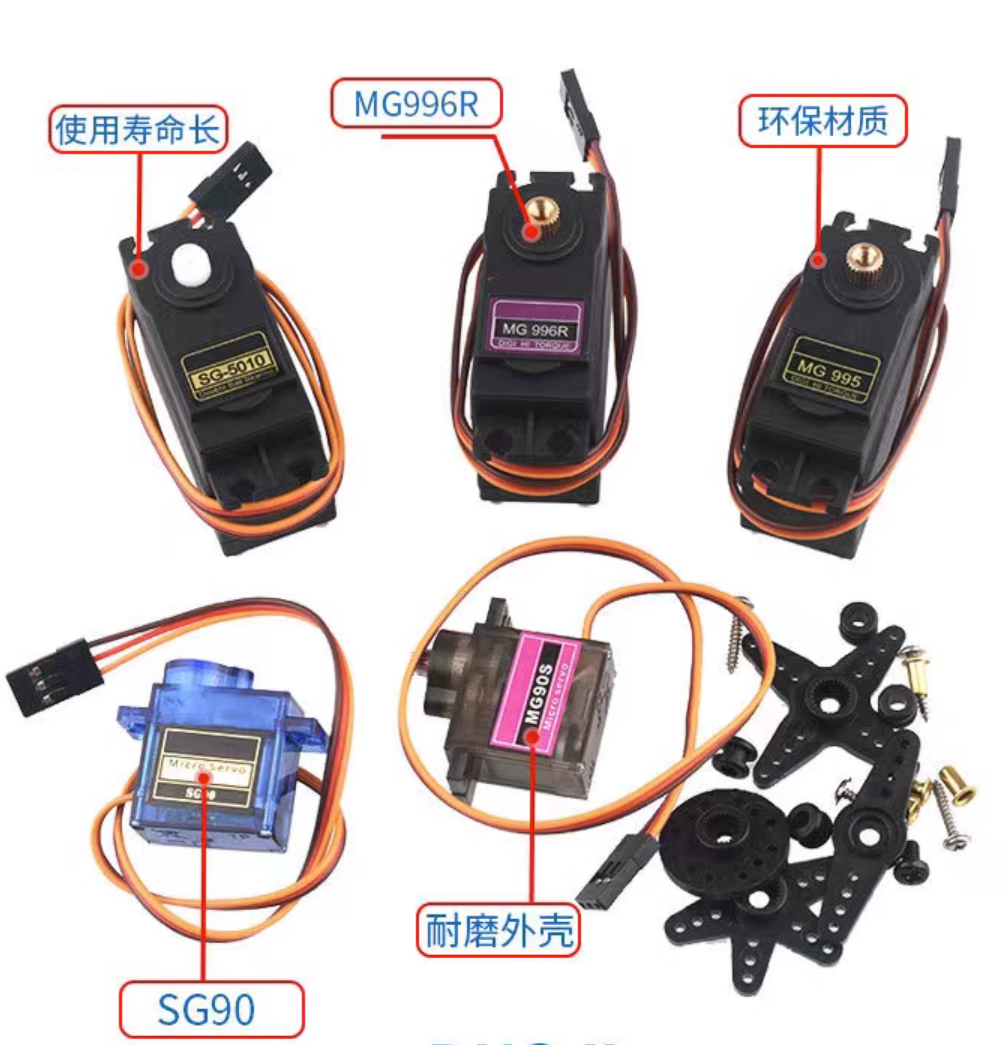 使用寿命长
MG996R
环保材质
SG-5010
MG 996R
DIGI HI TORQUE
MG 995
DIGI HI TORQUE
MG90S
Micro servo
Micro Servo
耐磨外壳
SG90